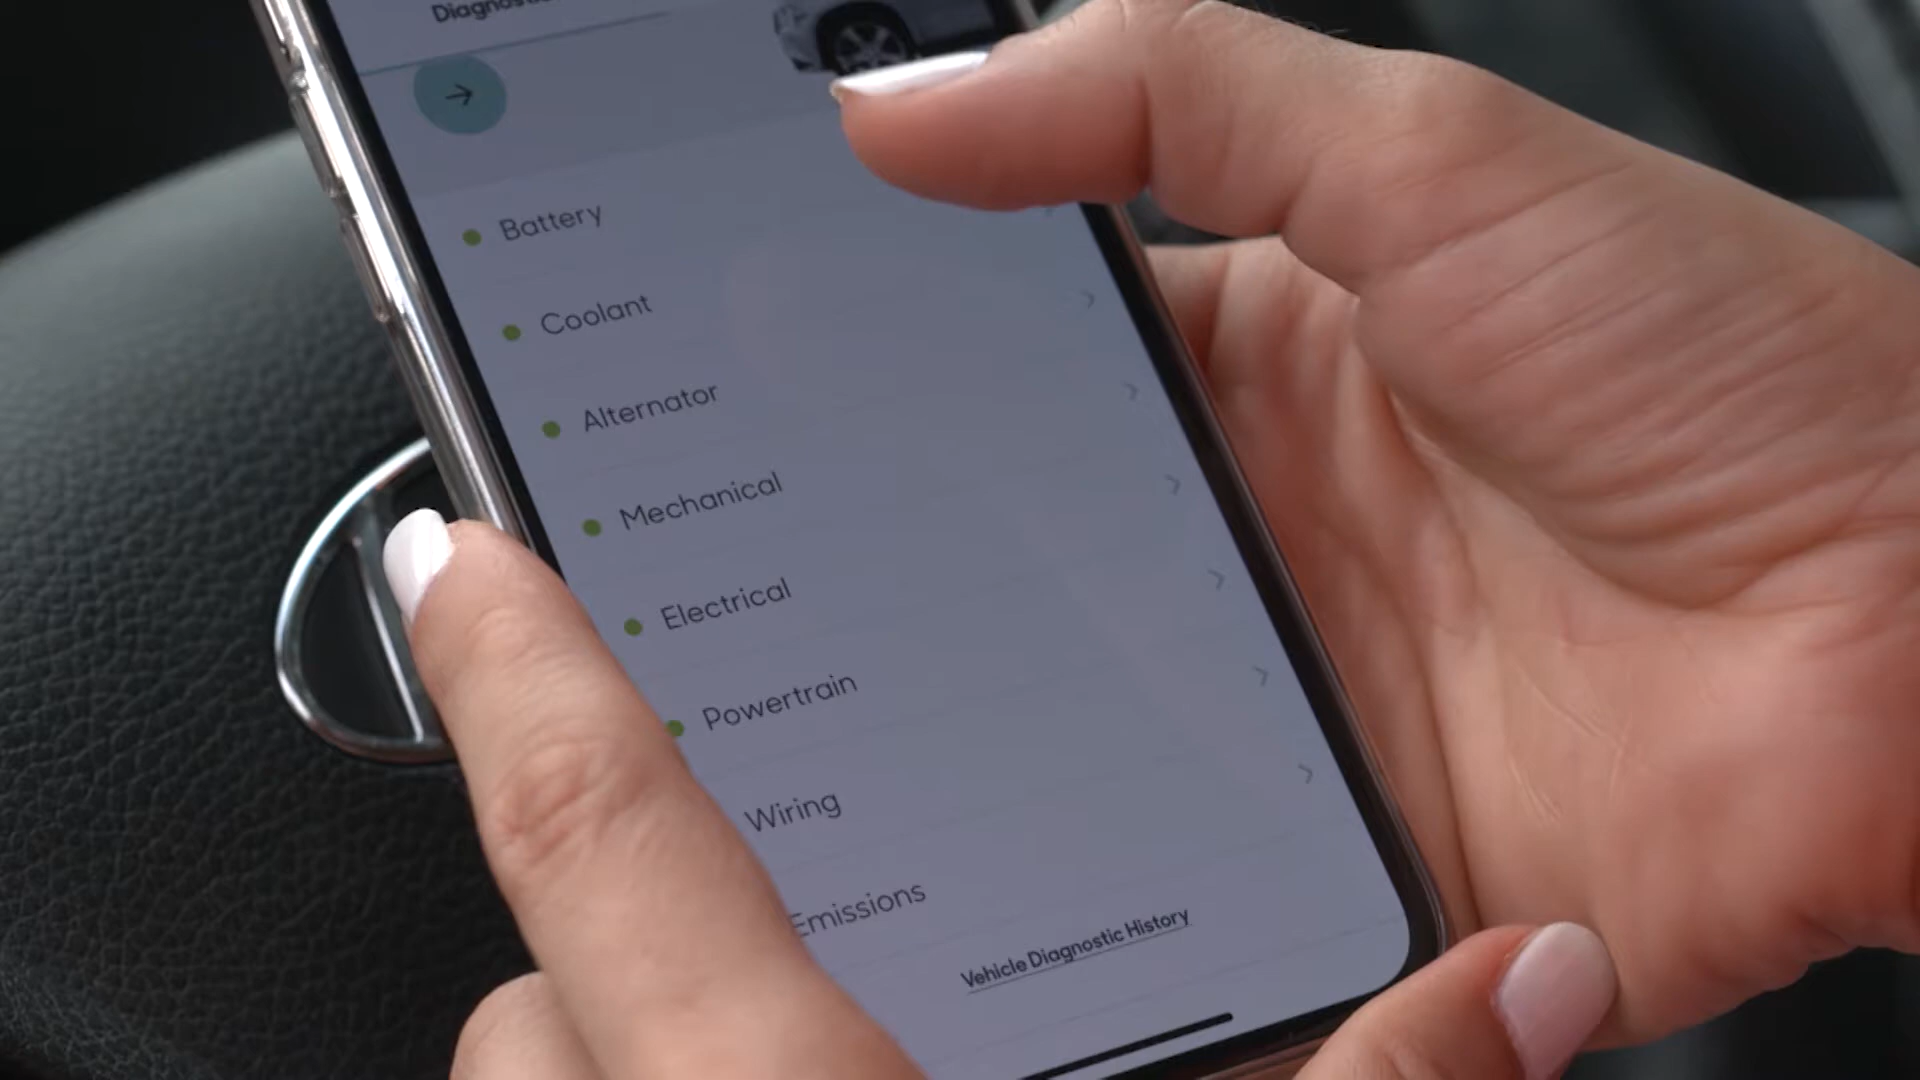 Battery
Coolant
Alternator
Mechanical
Electrical
Powertrain
Wiring
Emissions
Vehicle Diagnostic History